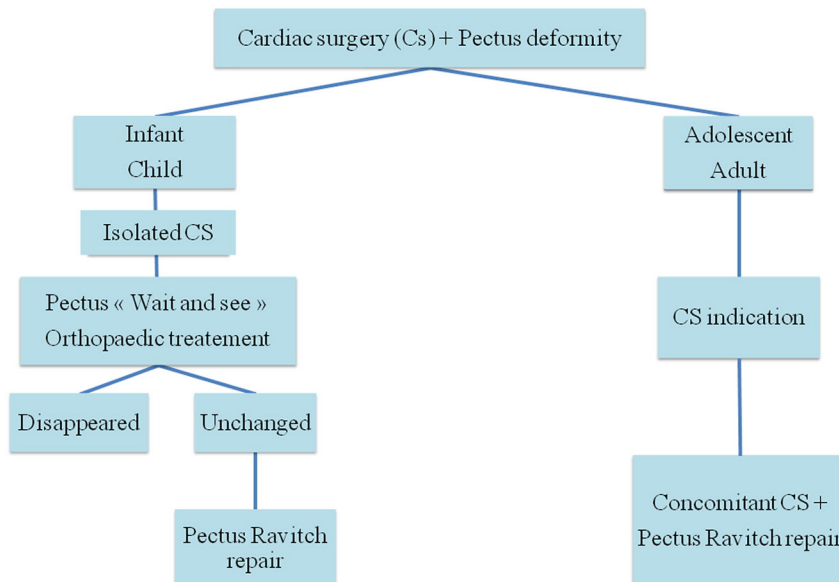 Cardiac surgery (Cs) + Pectus deformity
Infant
Child
Adolescent
Adult
Isolated CS
Pectus « Wait and see »
Orthopaedic treatement
CS indication
Disappeared
Unchanged
Pectus Ravitch
repair
Concomitant CS +
Pectus Ravitch repair